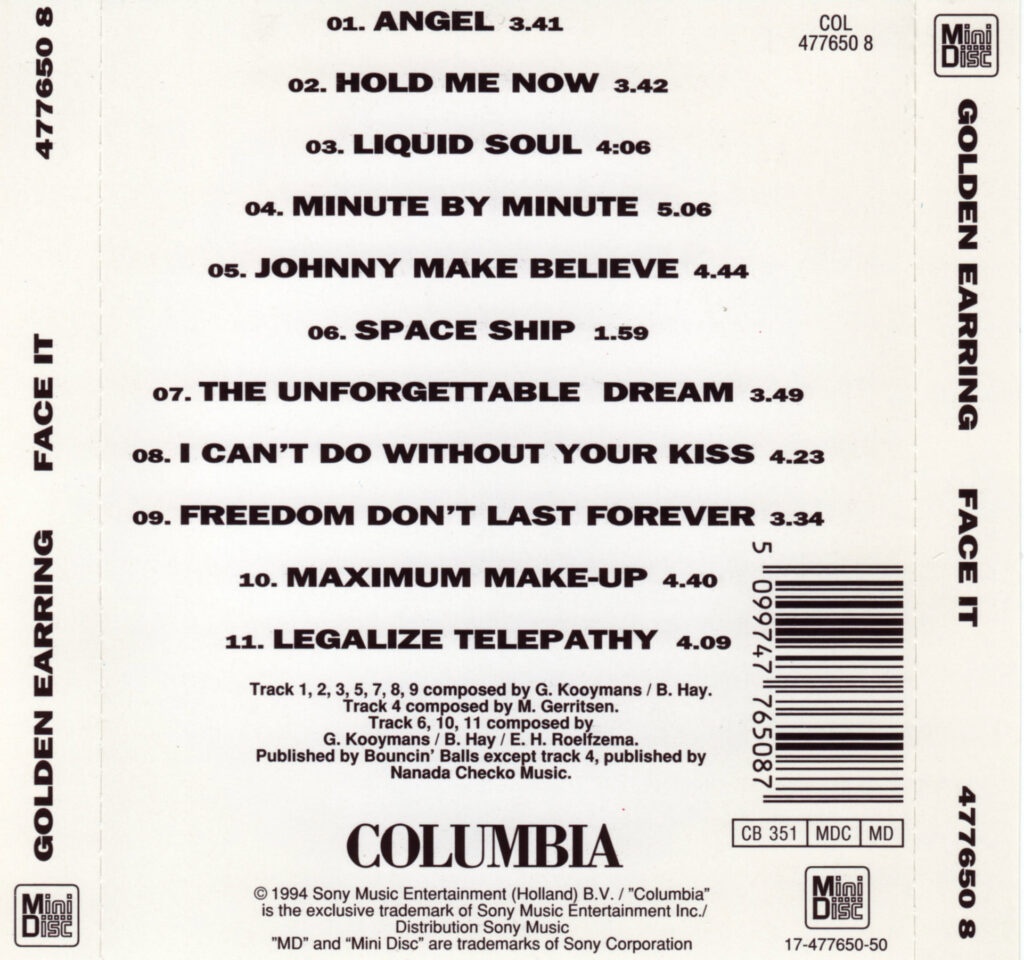 477650 8
FACE IT
GOLDEN EARRING
Mini Disc
01. ANGEL 3.41
02. HOLD ME NOW 3.42
03. LIQUID SOUL 4:06
04. MINUTE BY MINUTE 5.06
05. JOHNNY MAKE BELIEVE 4.44
06. SPACE SHIP 1.59
07. THE UNFORGETTABLE DREAM 3.49
08. I CAN'T DO WITHOUT YOUR KISS 4.23
09. FREEDOM DON'T LAST FOREVER 3.34
10. MAXIMUM MAKE-UP 4.40
11. LEGALIZE TELEPATHY 4.09
Track 1, 2, 3, 5, 7, 8, 9 composed by G. Kooymans / B. Hay.
Track 4 composed by M. Gerritsen.
Track 6, 10, 11 composed by
G. Kooymans / B. Hay / E. H. Roelfzema.
Published by Bouncin' Balls except track 4, published by
Nanada Checko Music.
COLUMBIA
© 1994 Sony Music Entertainment (Holland) B.V. / "Columbia"
is the exclusive trademark of Sony Music Entertainment Inc./
Distribution Sony Music
"MD" and "Mini Disc" are trademarks of Sony Corporation
COL
477650 8
5 099747 765087
CB 351 MDC MD
Mini Disc
17-477650-50
Mini Disc
GOLDEN EARRING
FACE IT
477650 8